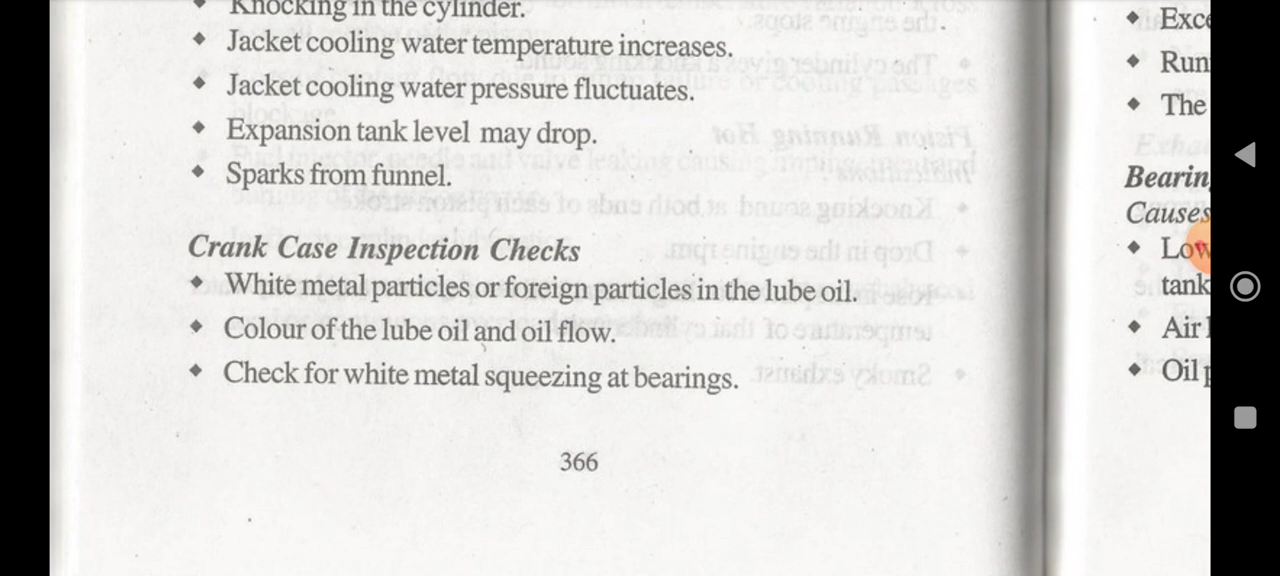 Knocking in the cylinder.
◆ Jacket cooling water temperature increases.
◆ Jacket cooling water pressure fluctuates.
◆ Expansion tank level may drop.
◆ Sparks from funnel.
Crank Case Inspection Checks
◆ White metal particles or foreign particles in the lube oil.
◆ Colour of the lube oil and oil flow.
◆ Check for white metal squeezing at bearings.
366
◆ Exce
◆ Run
◆ The
Bearin
Causes
◆ Low
tank
◆ Air
◆ Oil